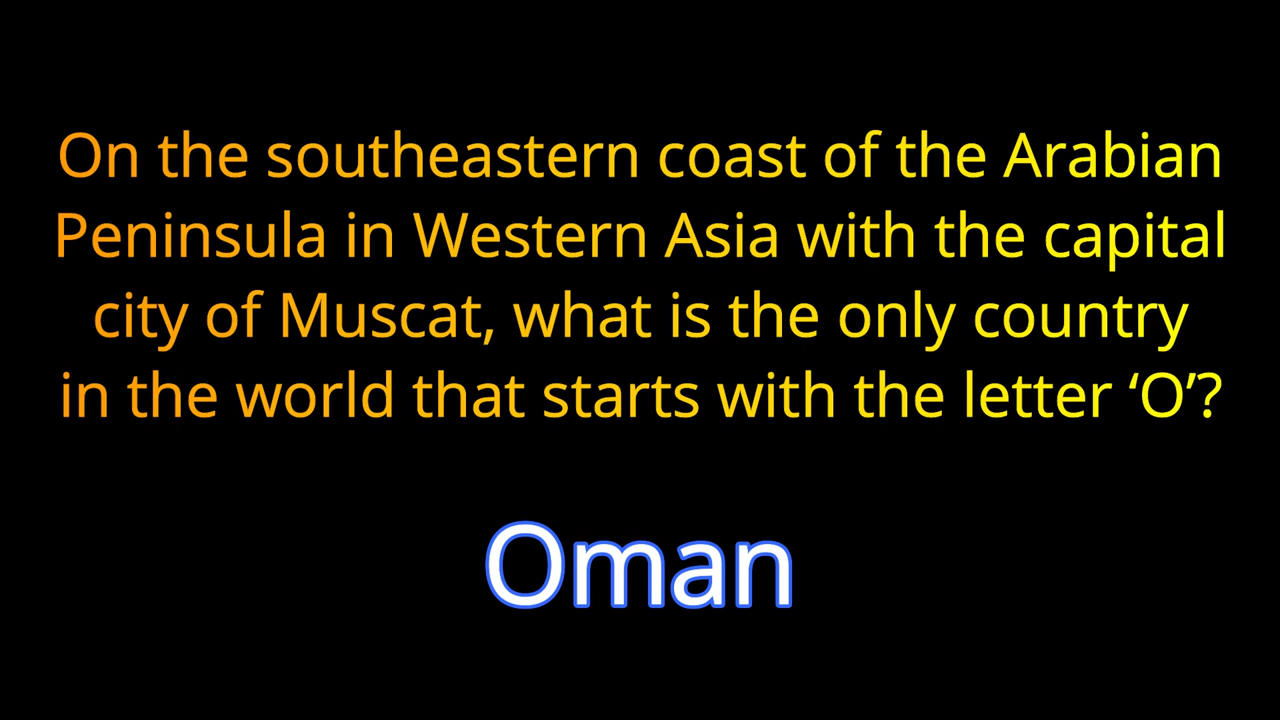 On the southeastern coast of the Arabian
Peninsula in Western Asia with the capital
city of Muscat, what is the only country
in the world that starts with the letter ‘O’?
Oman